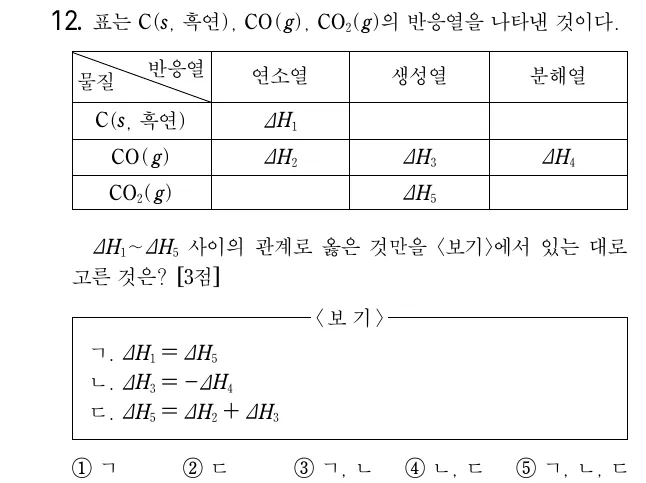 12. 표는 C(s, 흑연), CO(g), CO₂(g)의 반응열을 나타낸 것이다.
반응열 물질 연소열 생성열 분해열
C(s, 흑연) ΔH₁
CO(g) ΔH₂ ΔH₃ ΔH₄
CO₂(g) ΔH₅
ΔH₁~ΔH₅ 사이의 관계로 옳은 것만을 〈보기〉에서 있는 대로
고른 것은? [3점]
〈보 기〉
ㄱ. ΔH₁ = ΔH₅
ㄴ. ΔH₃ = -ΔH₄
ㄷ. ΔH₅ = ΔH₂ + ΔH₃
① ㄱ ② ㄷ ③ ㄱ, ㄴ ④ ㄴ, ㄷ ⑤ ㄱ, ㄴ, ㄷ